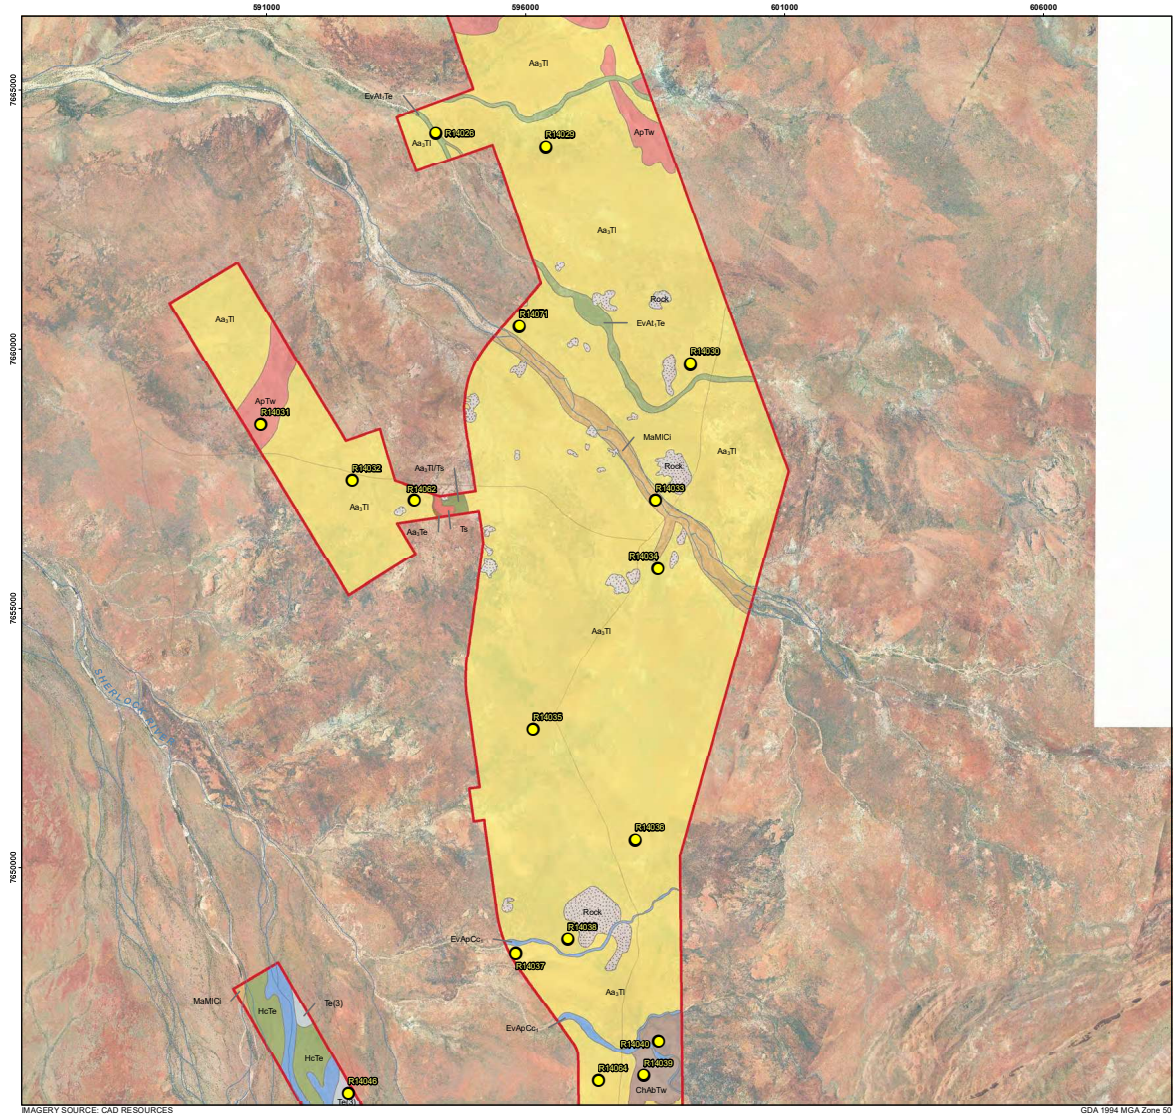 591000
596000
601000
606000
7665000
7660000
7655000
7650000
Aa₃Tl
EvAt₁Te
R14026
Aa₃Tl
R14029
ApTw
Aa₃Tl
Aa₃Tl
Rock
R14071
EvAt₁Te
R14030
ApTw
R14031
MaMlCi
Aa₃Tl
R14032
Aa₃Tl/Ts
Rock
R14062
R14033
Aa₃Tl
Aa₃Te
Ts
R14034
Aa₃Tl
SHERLOCK RIVER
R14035
R14036
Rock
EvApCc₁
R14038
R14037
Aa₃Tl
MaMlCi
Te(3)
HcTe
EvApCc₁
R14040
HcTe
R14064
R14039
ChAbTw
R14046
Te(3)
IMAGERY SOURCE: CAD RESOURCES
GDA 1994 MGA Zone 50